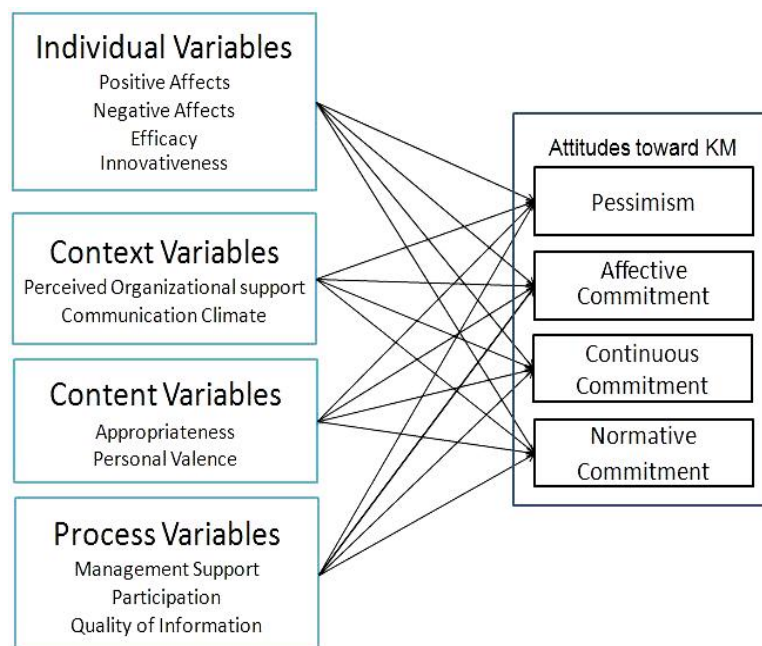 Individual Variables
Positive Affects
Negative Affects
Efficacy
Innovativeness
Context Variables
Perceived Organizational support
Communication Climate
Content Variables
Appropriateness
Personal Valence
Process Variables
Management Support
Participation
Quality of Information
Attitudes toward KM
Pessimism
Affective
Commitment
Continuous
Commitment
Normative
Commitment